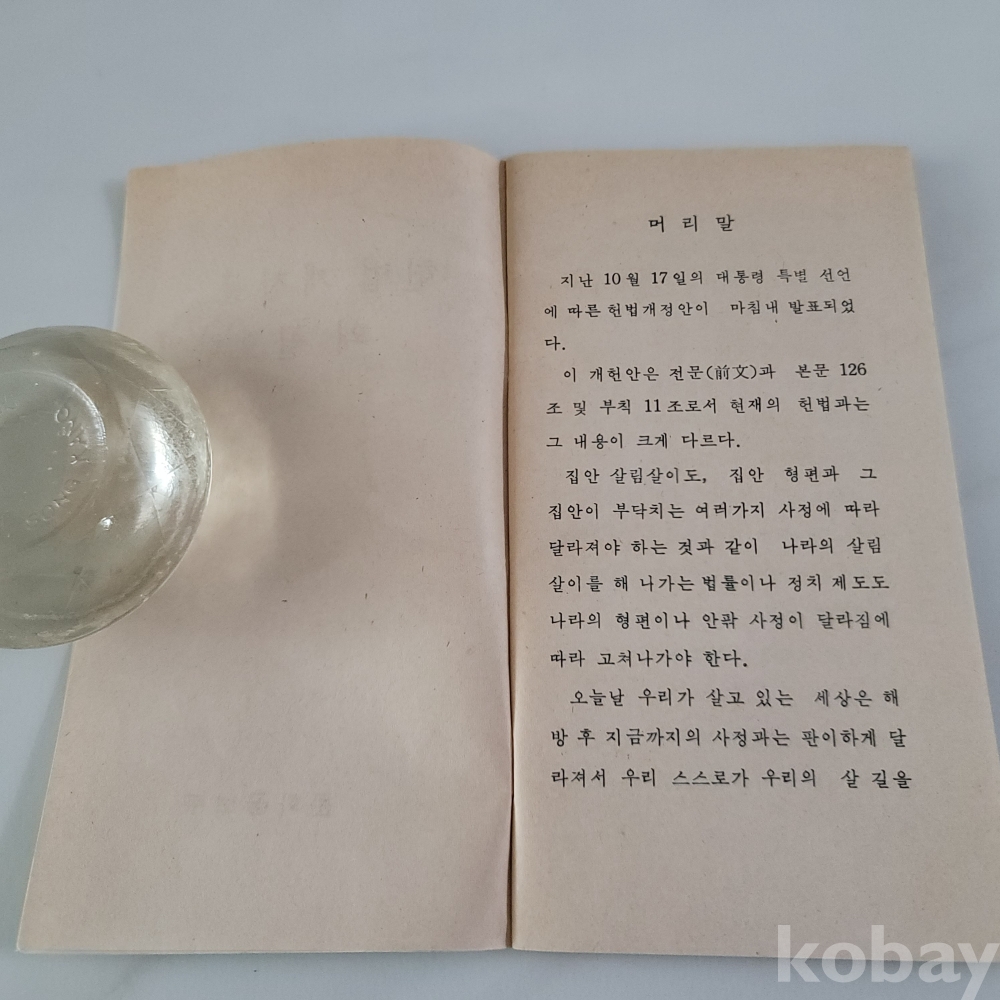 머리말
지난 10월 17일의 대통령 특별 선언
에 따른 헌법개정안이 마침내 발표되었
다.
이 개헌안은 전문(前文)과 본문 126
조 및 부칙 11조로서 현재의 헌법과는
그 내용이 크게 다르다.
집안 살림살이도, 집안 형편과 그
집안이 부닥치는 여러가지 사정에 따라
달라져야 하는 것과 같이 나라의 살림
살이를 해 나가는 법률이나 정치 제도도
나라의 형편이나 안팎 사정이 달라짐에
따라 고쳐나가야 한다.
오늘날 우리가 살고 있는 세상은 해
방 후 지금까지의 사정과는 판이하게 달
라져서 우리 스스로가 우리의 살 길을
kobay